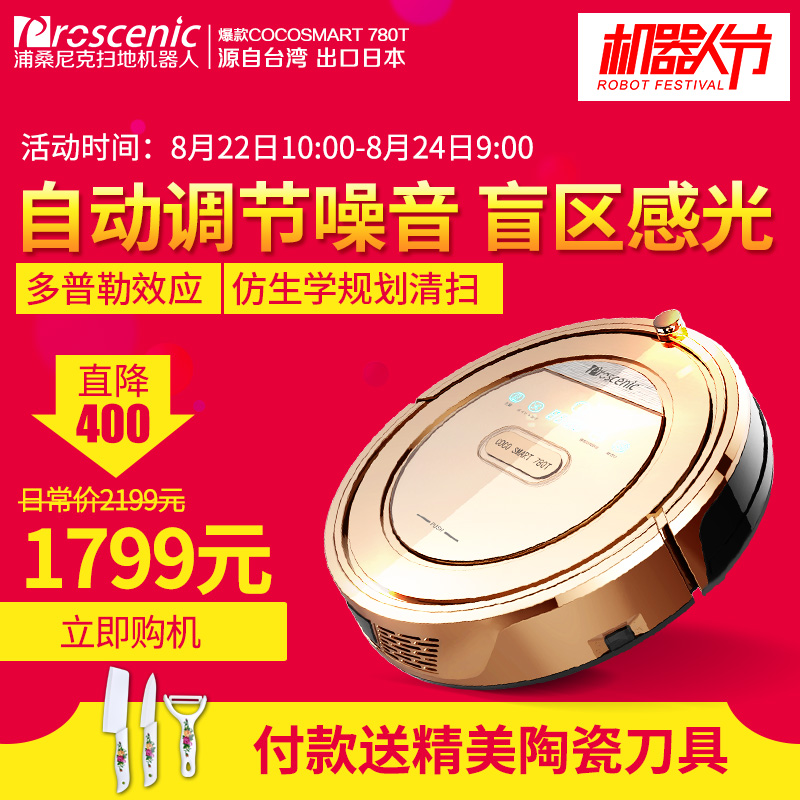 Proscenic
浦桑尼克扫地机器人
爆款COCOSMART 780T
源自台湾 出口日本
机器人节
ROBOT FESTIVAL
活动时间：8月22日10:00-8月24日9:00
自动调节噪音 盲区感光
多普勒效应 仿生学规划清扫
直降
400
日常价2199元
1799元
立即购机
Proscenic
COCO SMART 780T
PUSH
付款送精美陶瓷刀具